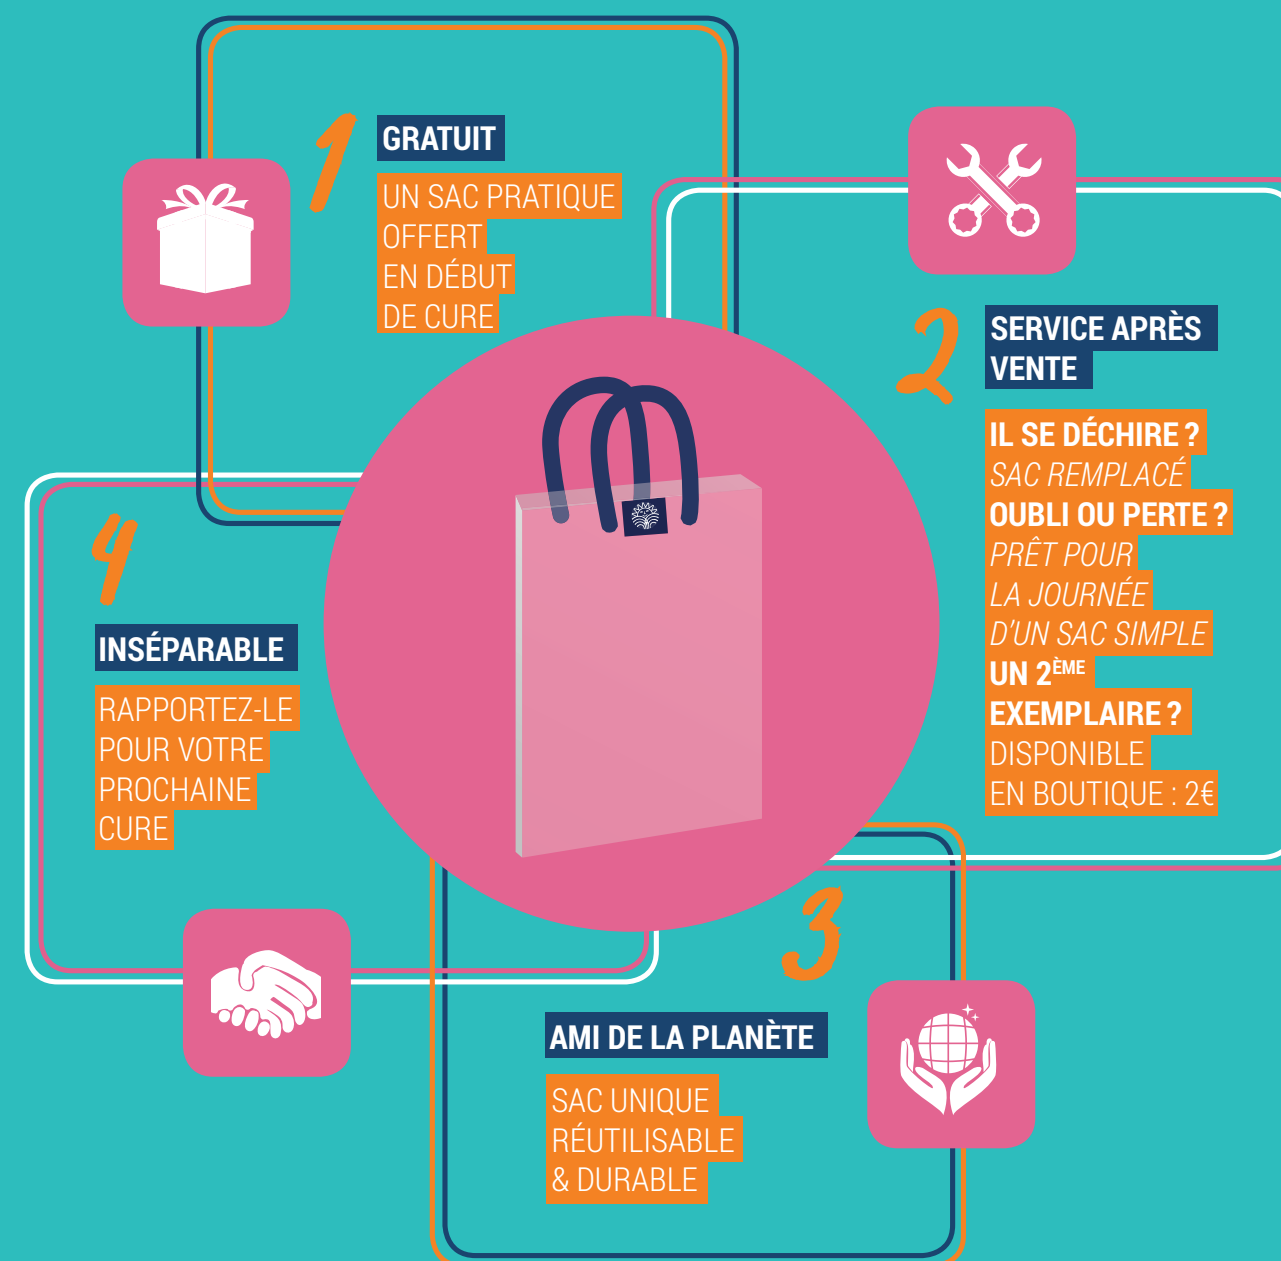 1
GRATUIT
UN SAC PRATIQUE
OFFERT
EN DÉBUT
DE CURE
2
SERVICE APRÈS
VENTE
IL SE DÉCHIRE ?
SAC REMPLACÉ
OUBLI OU PERTE ?
PRÊT POUR
LA JOURNÉE
D'UN SAC SIMPLE
UN 2ÈME
EXEMPLAIRE ?
DISPONIBLE
EN BOUTIQUE : 2€
3
AMI DE LA PLANÈTE
SAC UNIQUE
RÉUTILISABLE
& DURABLE
4
INSÉPARABLE
RAPPORTEZ-LE
POUR VOTRE
PROCHAINE
CURE